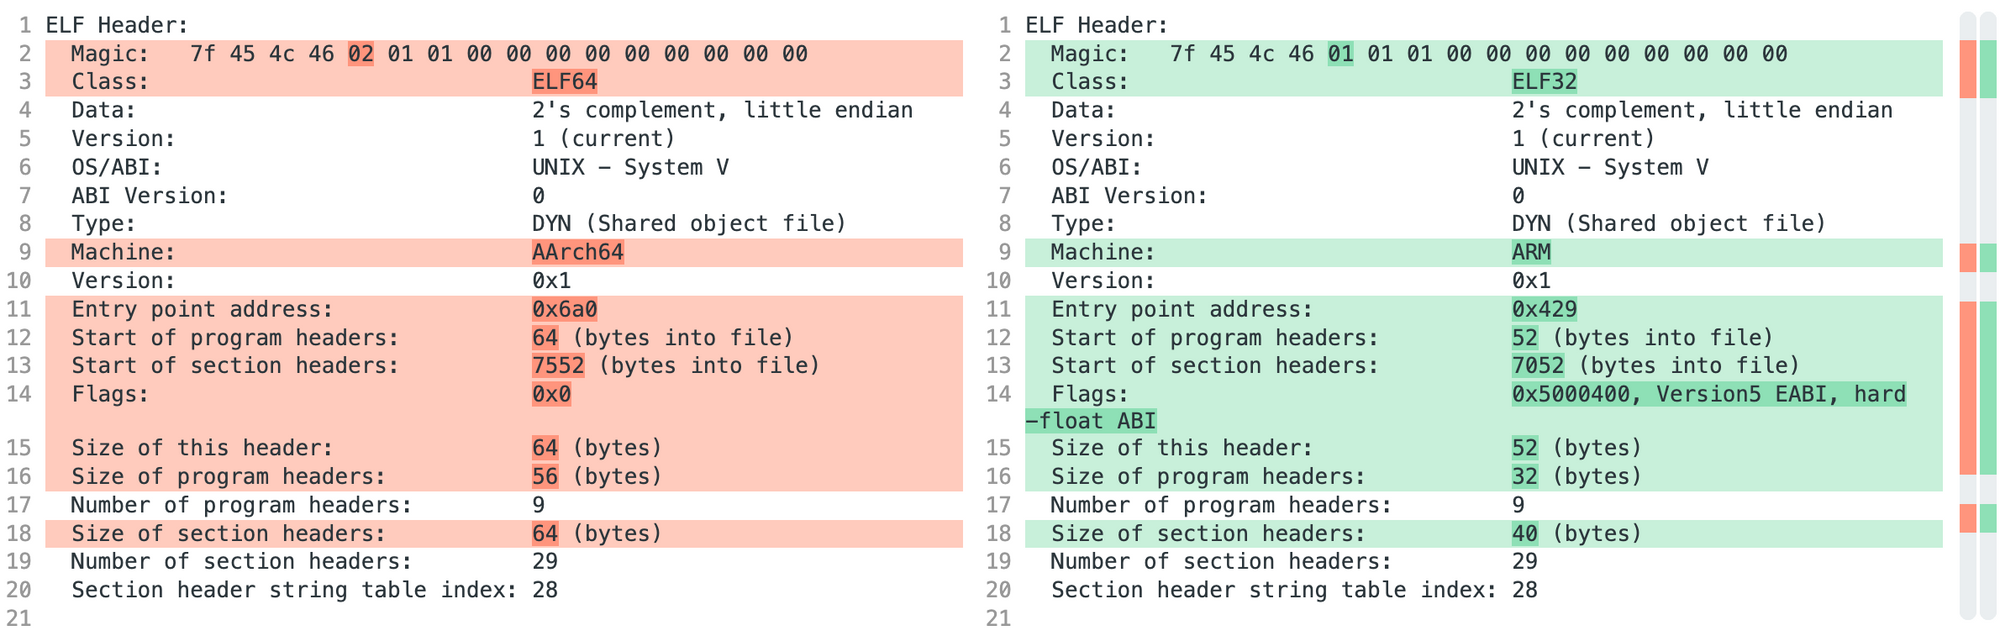 1 ELF Header:
2   Magic:   7f 45 4c 46 02 01 01 00 00 00 00 00 00 00 00 00
3   Class:                             ELF64
4   Data:                              2's complement, little endian
5   Version:                           1 (current)
6   OS/ABI:                            UNIX – System V
7   ABI Version:                       0
8   Type:                              DYN (Shared object file)
9   Machine:                           AArch64
10   Version:                           0x1
11   Entry point address:               0x6a0
12   Start of program headers:          64 (bytes into file)
13   Start of section headers:          7552 (bytes into file)
14   Flags:                             0x0
15   Size of this header:               64 (bytes)
16   Size of program headers:           56 (bytes)
17   Number of program headers:         9
18   Size of section headers:           64 (bytes)
19   Number of section headers:         29
20   Section header string table index: 28
21
1 ELF Header:
2   Magic:   7f 45 4c 46 01 01 01 00 00 00 00 00 00 00 00 00
3   Class:                             ELF32
4   Data:                              2's complement, little endian
5   Version:                           1 (current)
6   OS/ABI:                            UNIX – System V
7   ABI Version:                       0
8   Type:                              DYN (Shared object file)
9   Machine:                           ARM
10   Version:                           0x1
11   Entry point address:               0x429
12   Start of program headers:          52 (bytes into file)
13   Start of section headers:          7052 (bytes into file)
14   Flags:                             0x5000400, Version5 EABI, hard
–float ABI
15   Size of this header:               52 (bytes)
16   Size of program headers:           32 (bytes)
17   Number of program headers:         9
18   Size of section headers:           40 (bytes)
19   Number of section headers:         29
20   Section header string table index: 28
21